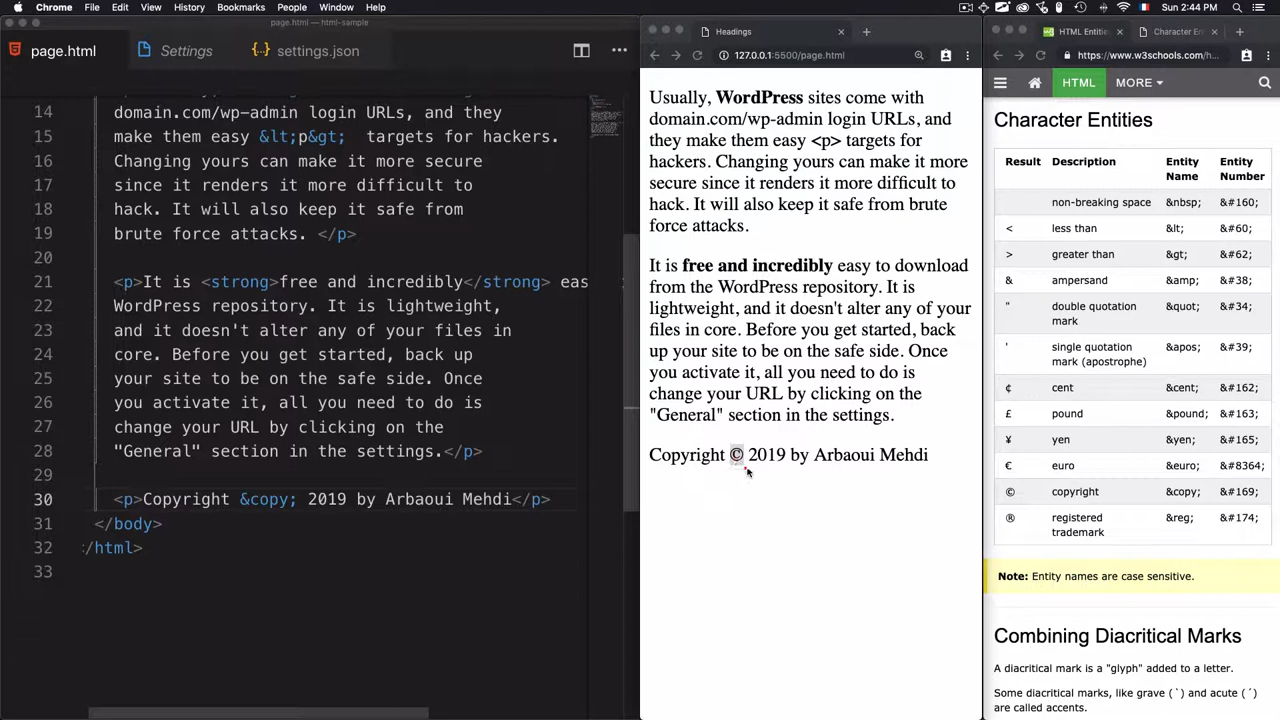 Chrome File Edit View History Bookmarks People Window Help Sun 2:44 PM
page.html — html-sample
page.html Settings {..} settings.json
14 domain.com/wp-admin login URLs, and they
15 make them easy &lt;p&gt;  targets for hackers.
16 Changing yours can make it more secure
17 since it renders it more difficult to
18 hack. It will also keep it safe from
19 brute force attacks. </p>
20
21 <p>It is <strong>free and incredibly</strong> eas
22 WordPress repository. It is lightweight,
23 and it doesn't alter any of your files in
24 core. Before you get started, back up
25 your site to be on the safe side. Once
26 you activate it, all you need to do is
27 change your URL by clicking on the
28 "General" section in the settings.</p>
29
30 <p>Copyright &copy; 2019 by Arbaoui Mehdi</p>
31 </body>
32 /html>
33
Headings
127.0.0.1:5500/page.html
Usually, WordPress sites come with
domain.com/wp-admin login URLs, and
they make them easy <p> targets for
hackers. Changing yours can make it more
secure since it renders it more difficult to
hack. It will also keep it safe from brute
force attacks.
It is free and incredibly easy to download
from the WordPress repository. It is
lightweight, and it doesn't alter any of your
files in core. Before you get started, back
up your site to be on the safe side. Once
you activate it, all you need to do is
change your URL by clicking on the
"General" section in the settings.
Copyright © 2019 by Arbaoui Mehdi
HTML Entitie Character En
https://www.w3schools.com/h...
HTML MORE
Character Entities
Result Description Entity Name Entity Number
non-breaking space &nbsp; &#160;
< less than &lt; &#60;
> greater than &gt; &#62;
& ampersand &amp; &#38;
" double quotation mark &quot; &#34;
' single quotation mark (apostrophe) &apos; &#39;
¢ cent &cent; &#162;
£ pound &pound; &#163;
¥ yen &yen; &#165;
€ euro &euro; &#8364;
© copyright &copy; &#169;
® registered trademark &reg; &#174;
Note: Entity names are case sensitive.
Combining Diacritical Marks
A diacritical mark is a "glyph" added to a letter.
Some diacritical marks, like grave ( ̀ ) and acute ( ́ )
are called accents.